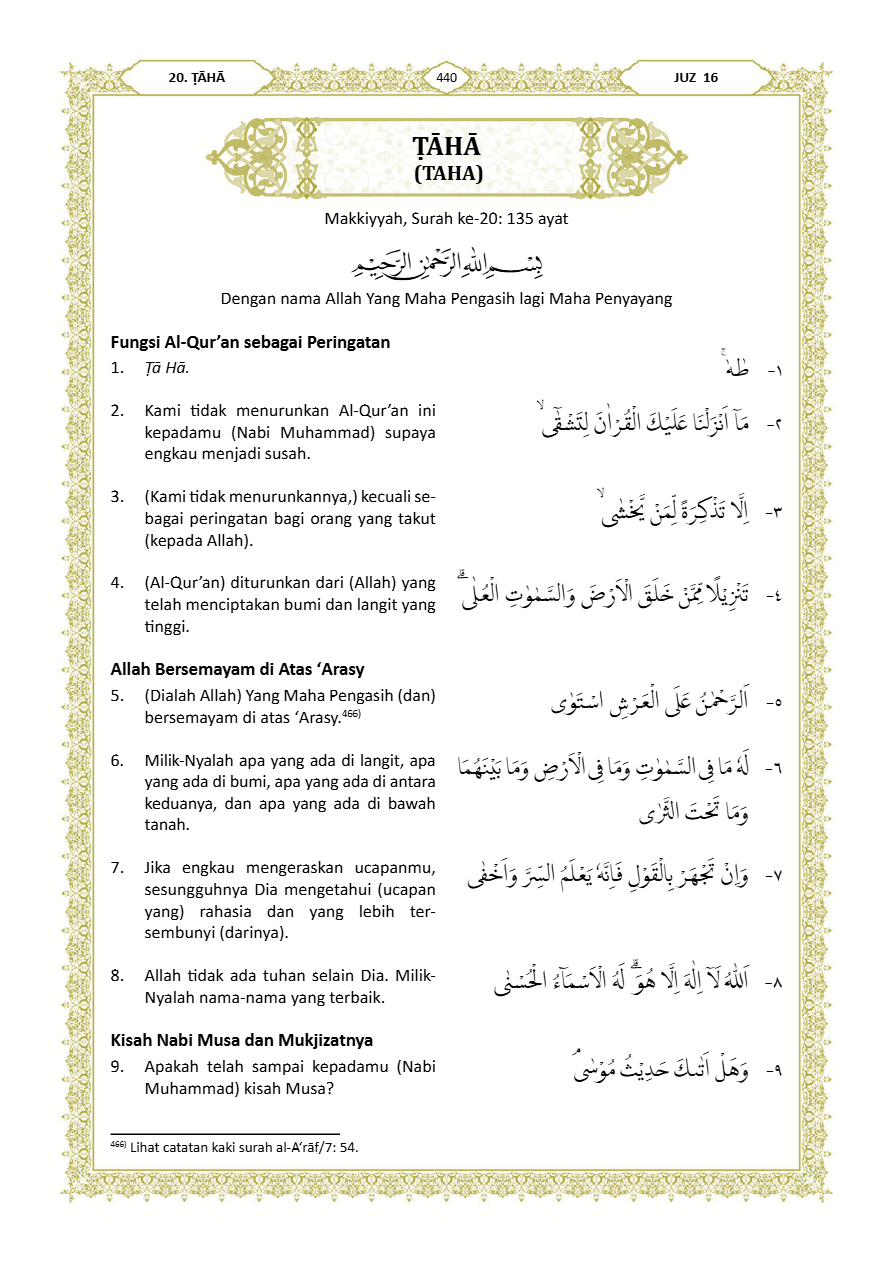 20. ṬĀHĀ
440
JUZ 16
ṬĀHĀ
(TAHA)
Makkiyyah, Surah ke-20: 135 ayat
بِسْمِ اللّٰهِ الرَّحْمٰنِ الرَّحِيْمِ
Dengan nama Allah Yang Maha Pengasih lagi Maha Penyayang
Fungsi Al-Qur’an sebagai Peringatan
1. Ṭā Hā.
١- طٰهٰ ۚ
2. Kami tidak menurunkan Al-Qur’an ini
kepadamu (Nabi Muhammad) supaya
engkau menjadi susah.
٢- مَآ اَنْزَلْنَا عَلَيْكَ الْقُرْاٰنَ لِتَشْقٰٓى ۙ
3. (Kami tidak menurunkannya,) kecuali se-
bagai peringatan bagi orang yang takut
(kepada Allah).
٣- اِلَّا تَذْكِرَةً لِّمَنْ يَّخْشٰى ۙ
4. (Al-Qur’an) diturunkan dari (Allah) yang
telah menciptakan bumi dan langit yang
tinggi.
٤- تَنْزِيْلًا مِّمَّنْ خَلَقَ الْاَرْضَ وَالسَّمٰوٰتِ الْعُلٰى ۗ
Allah Bersemayam di Atas ‘Arasy
5. (Dialah Allah) Yang Maha Pengasih (dan)
bersemayam di atas ‘Arasy.466)
٥- اَلرَّحْمٰنُ عَلَى الْعَرْشِ اسْتَوٰى
6. Milik-Nyalah apa yang ada di langit, apa
yang ada di bumi, apa yang ada di antara
keduanya, dan apa yang ada di bawah
tanah.
٦- لَهٗ مَا فِى السَّمٰوٰتِ وَمَا فِى الْاَرْضِ وَمَا بَيْنَهُمَا
وَمَا تَحْتَ الثَّرٰى
7. Jika engkau mengeraskan ucapanmu,
sesungguhnya Dia mengetahui (ucapan
yang) rahasia dan yang lebih ter-
sembunyi (darinya).
٧- وَاِنْ تَجْهَرْ بِالْقَوْلِ فَاِنَّهٗ يَعْلَمُ السِّرَّ وَاَخْفٰى
8. Allah tidak ada tuhan selain Dia. Milik-
Nyalah nama-nama yang terbaik.
٨- اَللّٰهُ لَآ اِلٰهَ اِلَّا هُوَ ۗ لَهُ الْاَسْمَاۤءُ الْحُسْنٰى
Kisah Nabi Musa dan Mukjizatnya
9. Apakah telah sampai kepadamu (Nabi
Muhammad) kisah Musa?
٩- وَهَلْ اَتٰىكَ حَدِيْثُ مُوْسٰى ۘ
466) Lihat catatan kaki surah al-A‘rāf/7: 54.